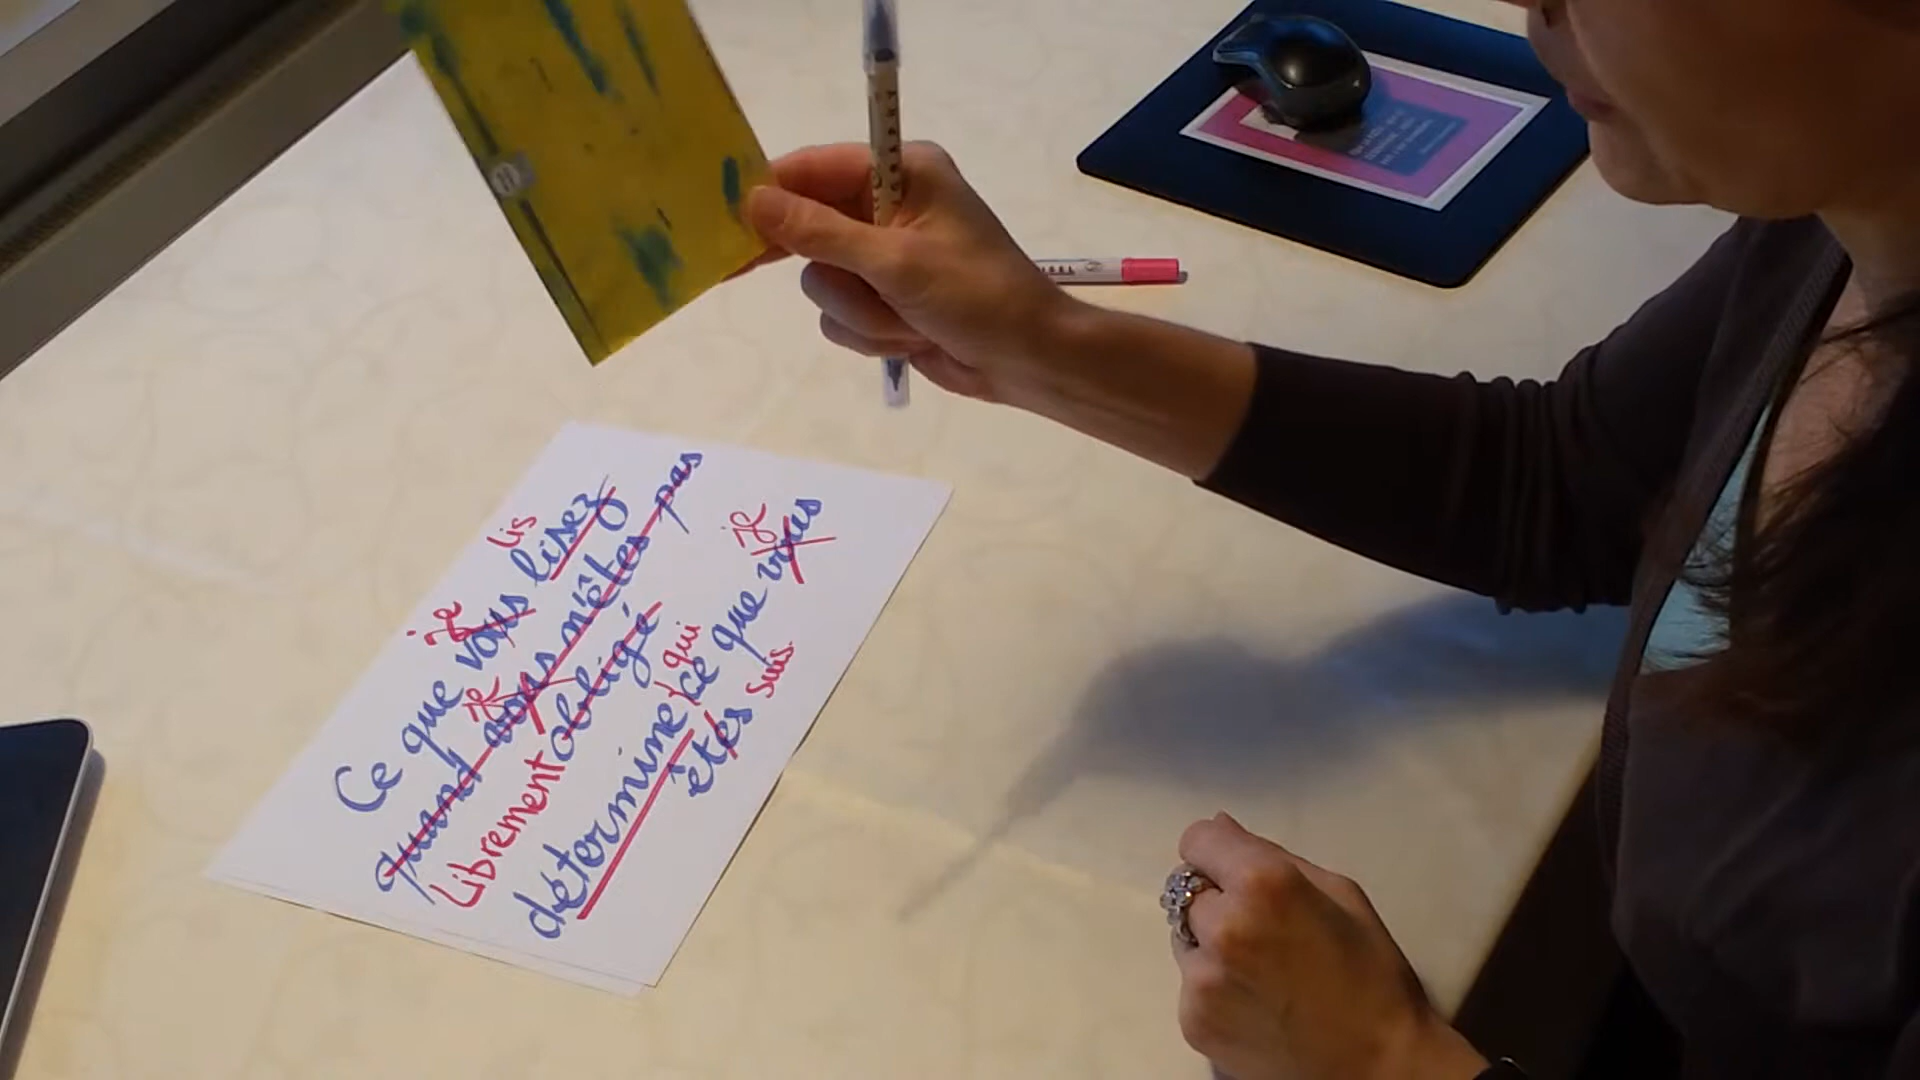 lis
je
Ce que vous lisez
je
quand vous n'êtes pas
Librement obligé
qui je
détermine ce que vous
êtes suis